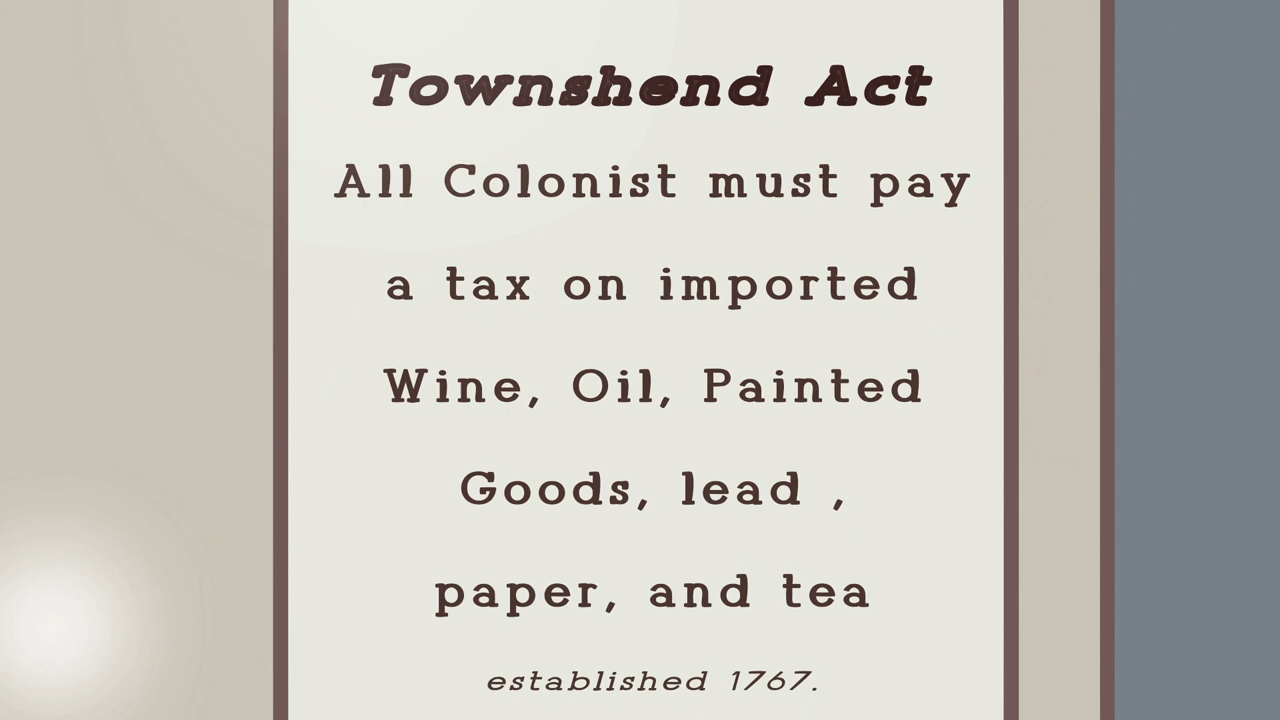 Townshend Act
All Colonist must pay
a tax on imported
Wine, Oil, Painted
Goods, lead ,
paper, and tea
established 1767.